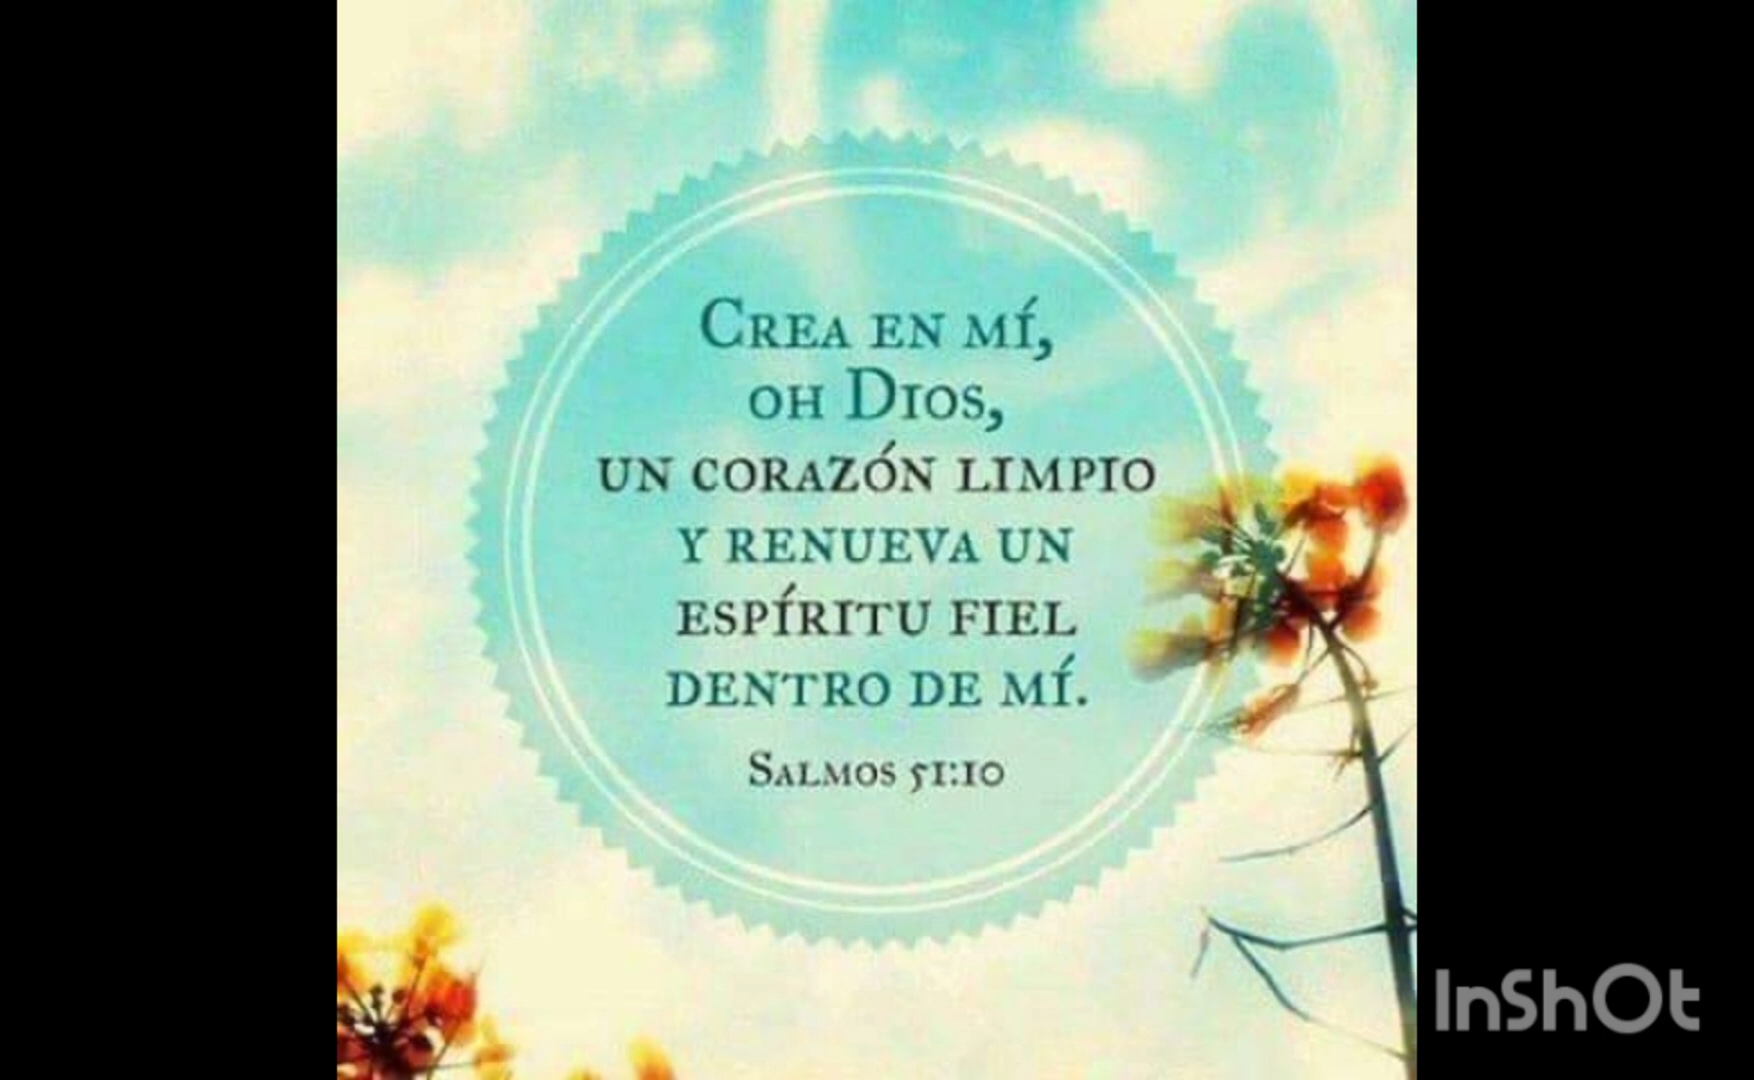 Crea en mí,
oh Dios,
un corazón limpio
y renueva un
espíritu fiel
dentro de mí.
Salmos 51:10
InShOt